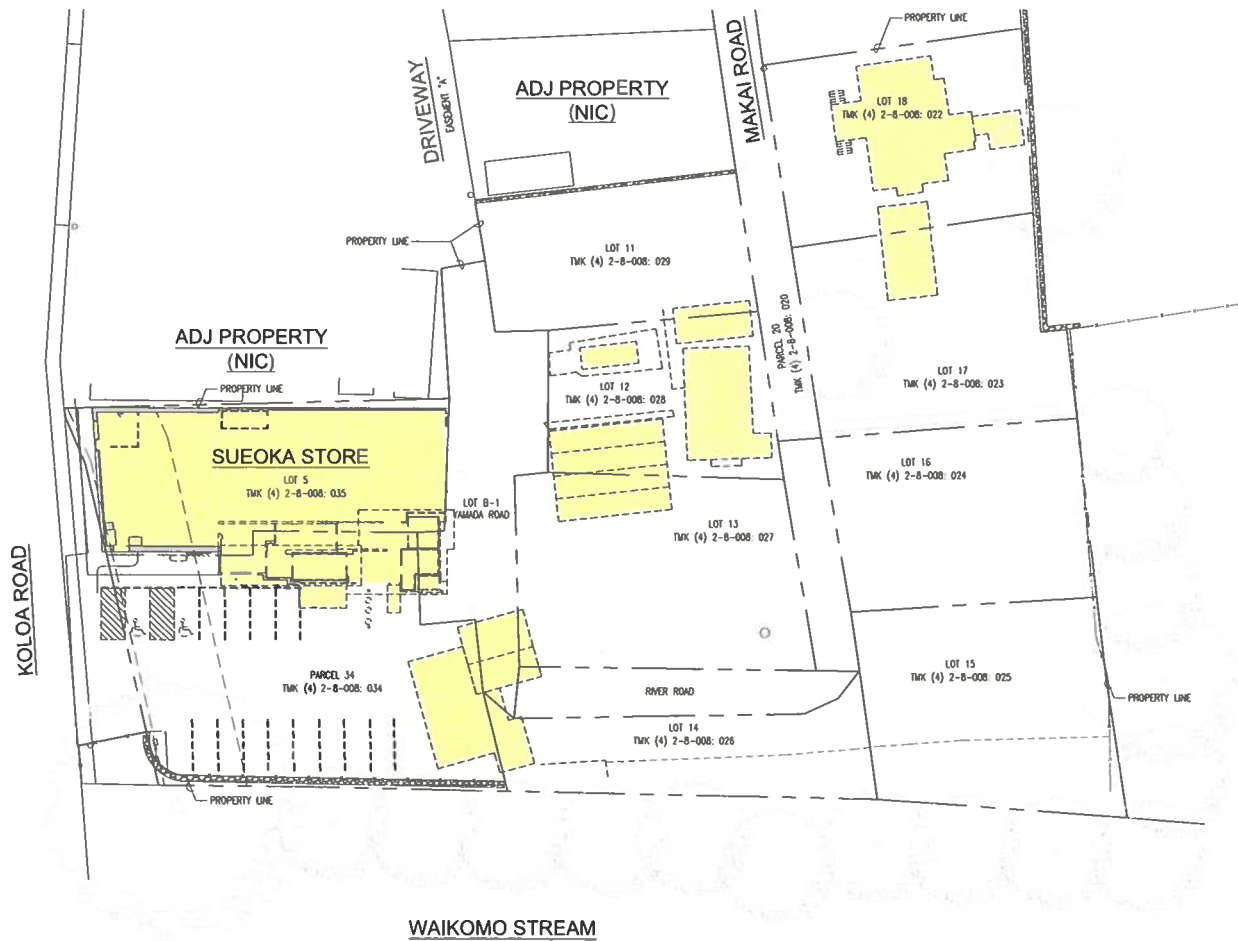 PROPERTY LINE
MAKAI ROAD
DRIVEWAY
EASEMENT "A"
ADJ PROPERTY
(NIC)
LOT 18
TMK (4) 2-8-008: 022
PROPERTY LINE
LOT 11
TMK (4) 2-8-008: 029
PARCEL 20
TMK (4) 2-8-008: 020
ADJ PROPERTY
(NIC)
PROPERTY LINE
LOT 12
TMK (4) 2-8-008: 028
LOT 17
TMK (4) 2-8-008: 023
SUEOKA STORE
LOT 5
TMK (4) 2-8-008: 035
LOT B-1
YAMADA ROAD
LOT 16
TMK (4) 2-8-008: 024
LOT 13
TMK (4) 2-8-008: 027
KOLOA ROAD
PARCEL 34
TMK (4) 2-8-008: 034
RIVER ROAD
LOT 15
TMK (4) 2-8-008: 025
PROPERTY LINE
LOT 14
TMK (4) 2-8-008: 026
PROPERTY LINE
WAIKOMO STREAM